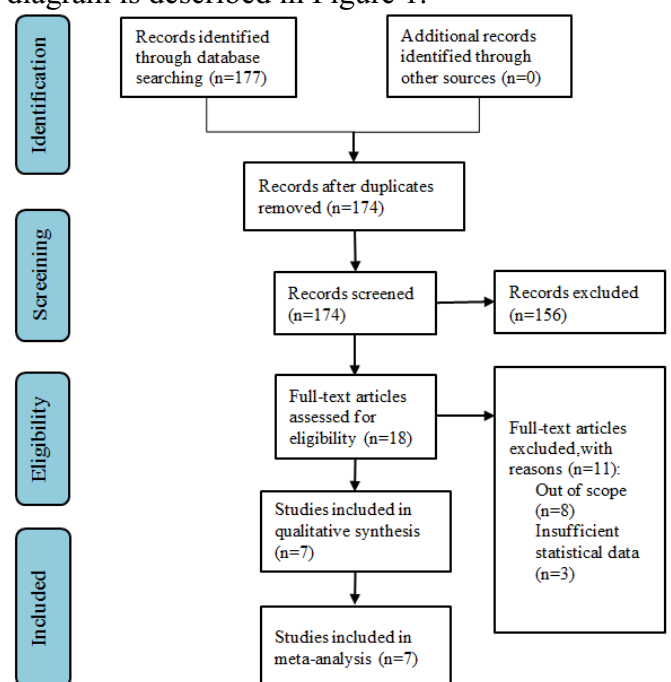 diagram is described in Figure 1.
Identification
Records identified
through database
searching (n=177)
Additional records
identified through
other sources (n=0)
Records after duplicates
removed (n=174)
Screeining
Records screened
(n=174)
Records excluded
(n=156)
Eligibility
Full-text articles
assessed for
eligibility (n=18)
Full-text articles
excluded,with
reasons (n=11):
Out of scope
(n=8)
Insufficient
statistical data
(n=3)
Studies included in
qualitative synthesis
(n=7)
Included
Studies included in
meta-analysis (n=7)